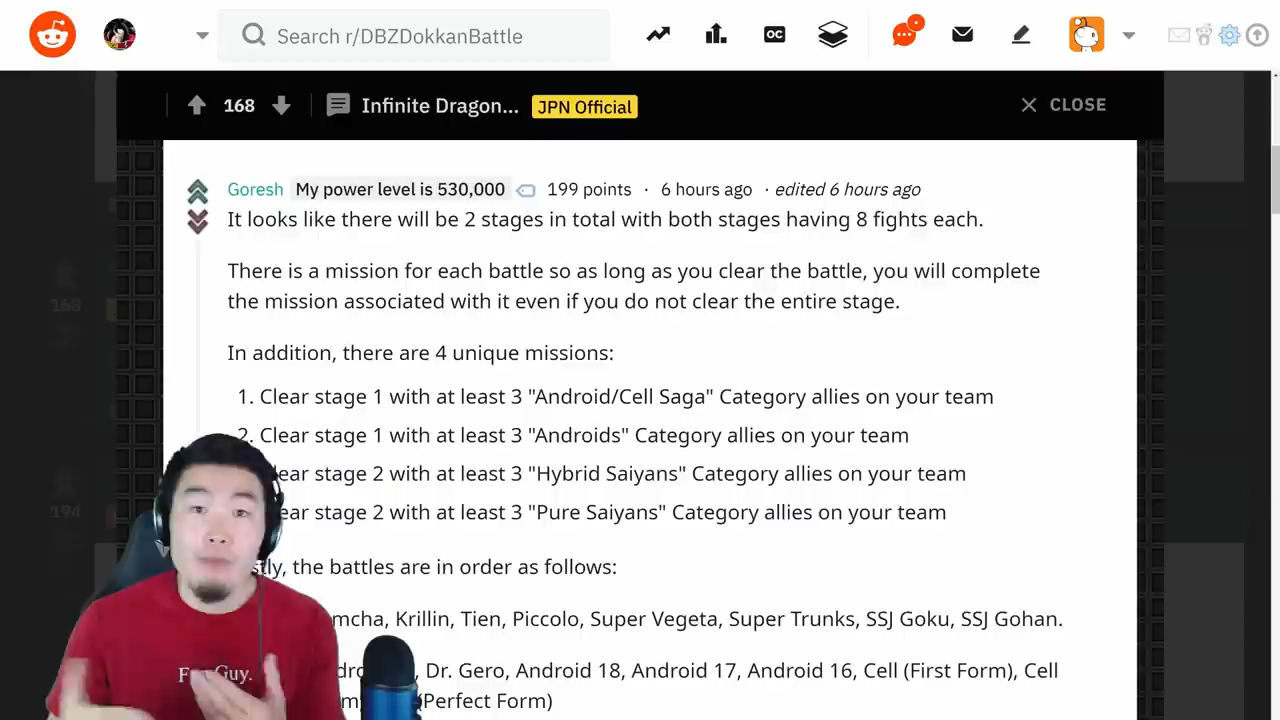 Search r/DBZDokkanBattle
OC
168
Infinite Dragon...
JPN Official
CLOSE
Goresh My power level is 530,000 199 points · 6 hours ago · edited 6 hours ago
It looks like there will be 2 stages in total with both stages having 8 fights each.
There is a mission for each battle so as long as you clear the battle, you will complete
the mission associated with it even if you do not clear the entire stage.
In addition, there are 4 unique missions:
1. Clear stage 1 with at least 3 "Android/Cell Saga" Category allies on your team
2. Clear stage 1 with at least 3 "Androids" Category allies on your team
ear stage 2 with at least 3 "Hybrid Saiyans" Category allies on your team
ear stage 2 with at least 3 "Pure Saiyans" Category allies on your team
stly, the battles are in order as follows:
mcha, Krillin, Tien, Piccolo, Super Vegeta, Super Trunks, SSJ Goku, SSJ Gohan.
Dr. Gero, Android 18, Android 17, Android 16, Cell (First Form), Cell
(Perfect Form)
168
194
Guy.